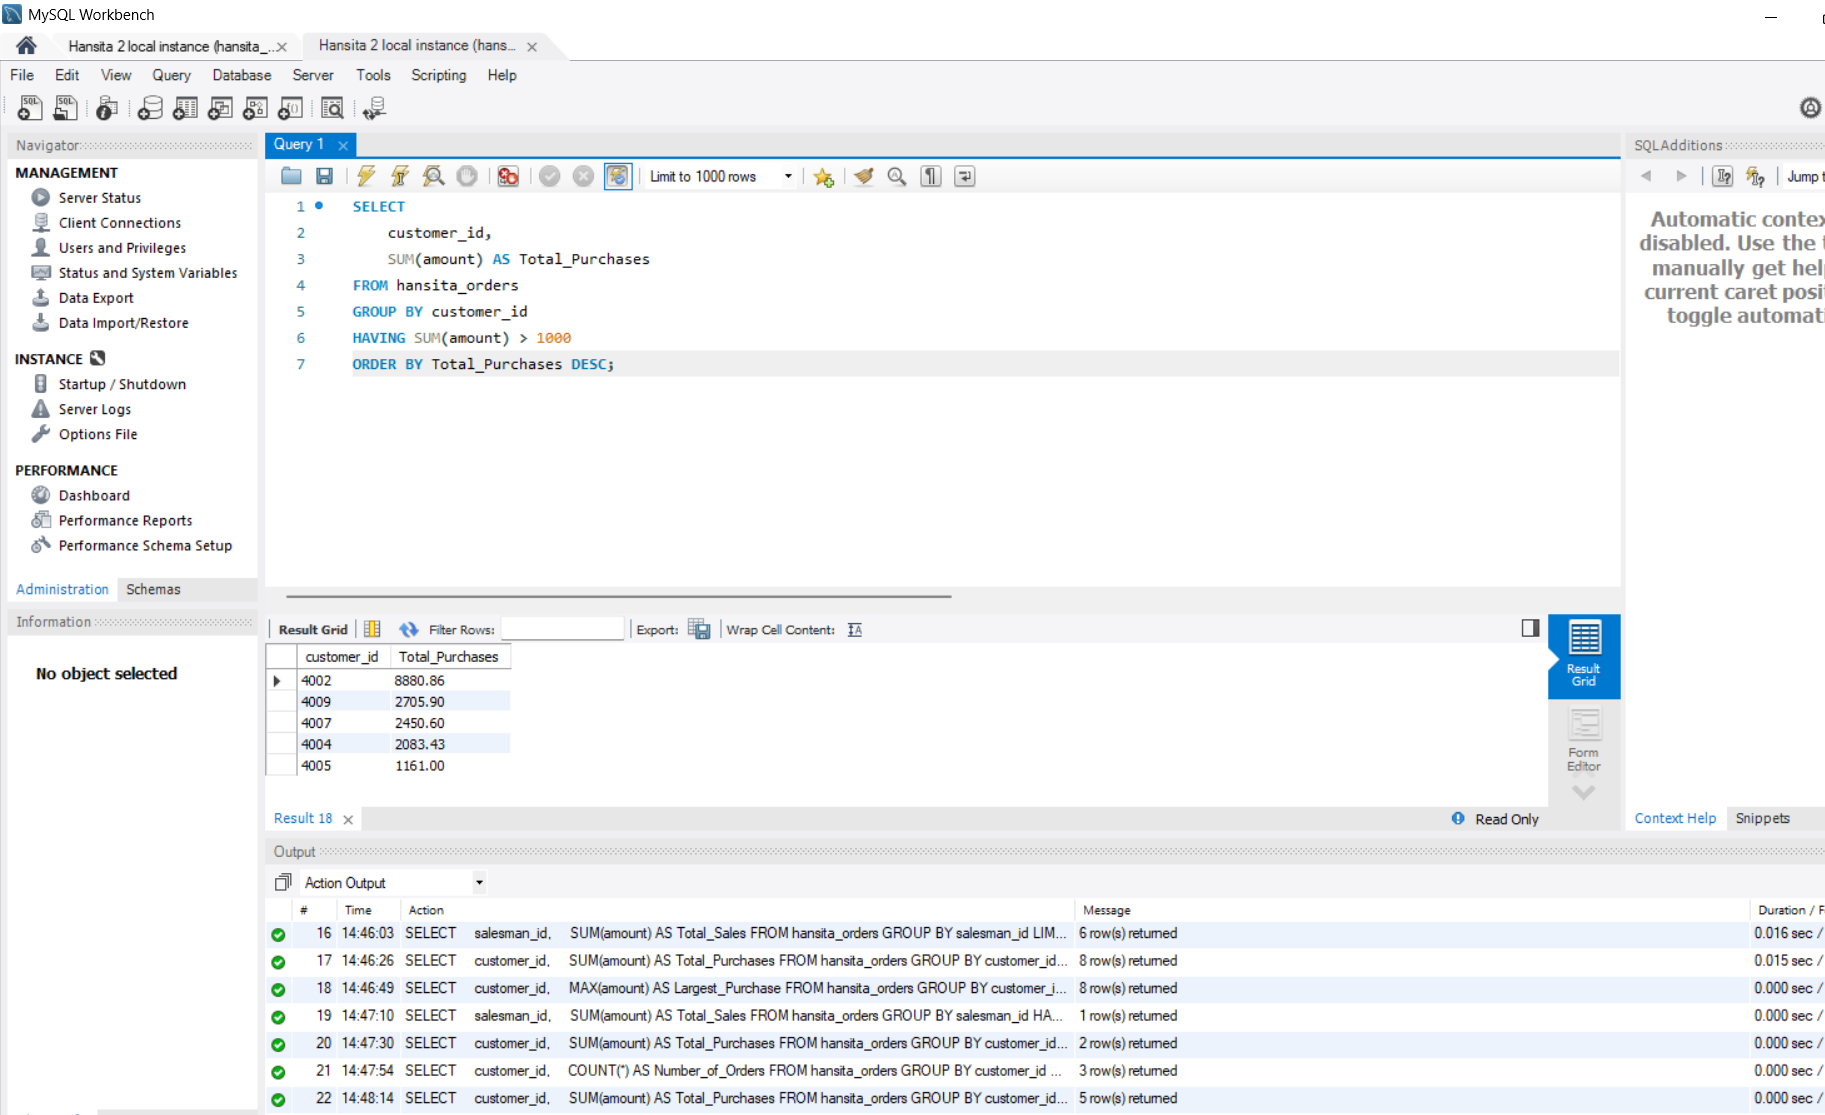 MySQL Workbench
Hansita 2 local instance (hansita_...
Hansita 2 local instance (hans...
File Edit View Query Database Server Tools Scripting Help
Navigator
MANAGEMENT
Server Status
Client Connections
Users and Privileges
Status and System Variables
Data Export
Data Import/Restore
INSTANCE
Startup / Shutdown
Server Logs
Options File
PERFORMANCE
Dashboard
Performance Reports
Performance Schema Setup
Administration Schemas
Information
No object selected
Query 1
Limit to 1000 rows
1 SELECT
2 customer_id,
3 SUM(amount) AS Total_Purchases
4 FROM hansita_orders
5 GROUP BY customer_id
6 HAVING SUM(amount) > 1000
7 ORDER BY Total_Purchases DESC;
Result Grid Filter Rows: Export: Wrap Cell Content:
customer_id Total_Purchases
4002 8880.86
4009 2705.90
4007 2450.60
4004 2083.43
4005 1161.00
Result Grid
Form Editor
Result 18
Read Only
SQLAdditions
Jump t
Automatic contex
disabled. Use the t
manually get help
current caret posit
toggle automati
Context Help Snippets
Output
Action Output
# Time Action Message Duration / F
16 14:46:03 SELECT salesman_id, SUM(amount) AS Total_Sales FROM hansita_orders GROUP BY salesman_id LIM... 6 row(s) returned 0.016 sec /
17 14:46:26 SELECT customer_id, SUM(amount) AS Total_Purchases FROM hansita_orders GROUP BY customer_id... 8 row(s) returned 0.015 sec /
18 14:46:49 SELECT customer_id, MAX(amount) AS Largest_Purchase FROM hansita_orders GROUP BY customer_i... 8 row(s) returned 0.000 sec /
19 14:47:10 SELECT salesman_id, SUM(amount) AS Total_Sales FROM hansita_orders GROUP BY salesman_id HA... 1 row(s) returned 0.000 sec /
20 14:47:30 SELECT customer_id, SUM(amount) AS Total_Purchases FROM hansita_orders GROUP BY customer_id... 2 row(s) returned 0.000 sec /
21 14:47:54 SELECT customer_id, COUNT(*) AS Number_of_Orders FROM hansita_orders GROUP BY customer_id ... 3 row(s) returned 0.000 sec /
22 14:48:14 SELECT customer_id, SUM(amount) AS Total_Purchases FROM hansita_orders GROUP BY customer_id... 5 row(s) returned 0.000 sec /